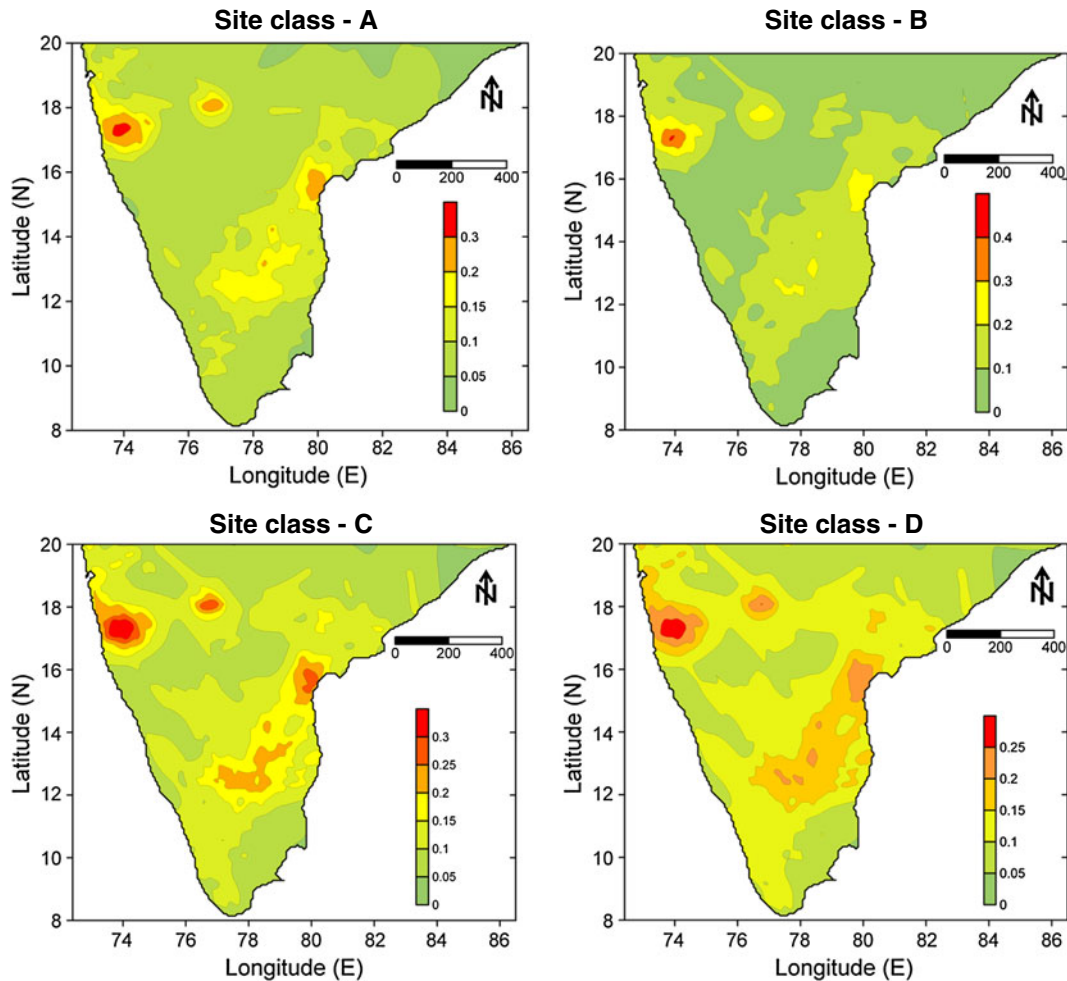 Site class - A
20
18
16
14
12
10
8
Latitude (N)
74 76 78 80 82 84 86
Longitude (E)
N
0 200 400
0.3
0.2
0.15
0.1
0.05
0
Site class - B
20
18
16
14
12
10
8
Latitude (N)
74 76 78 80 82 84 86
Longitude (E)
N
0 200 400
0.4
0.3
0.2
0.1
0
Site class - C
20
18
16
14
12
10
8
Latitude (N)
74 76 78 80 82 84 86
Longitude (E)
N
0 200 400
0.3
0.25
0.2
0.15
0.1
0.05
0
Site class - D
20
18
16
14
12
10
8
Latitude (N)
74 76 78 80 82 84 86
Longitude (E)
N
0 200 400
0.25
0.2
0.15
0.1
0.05
0